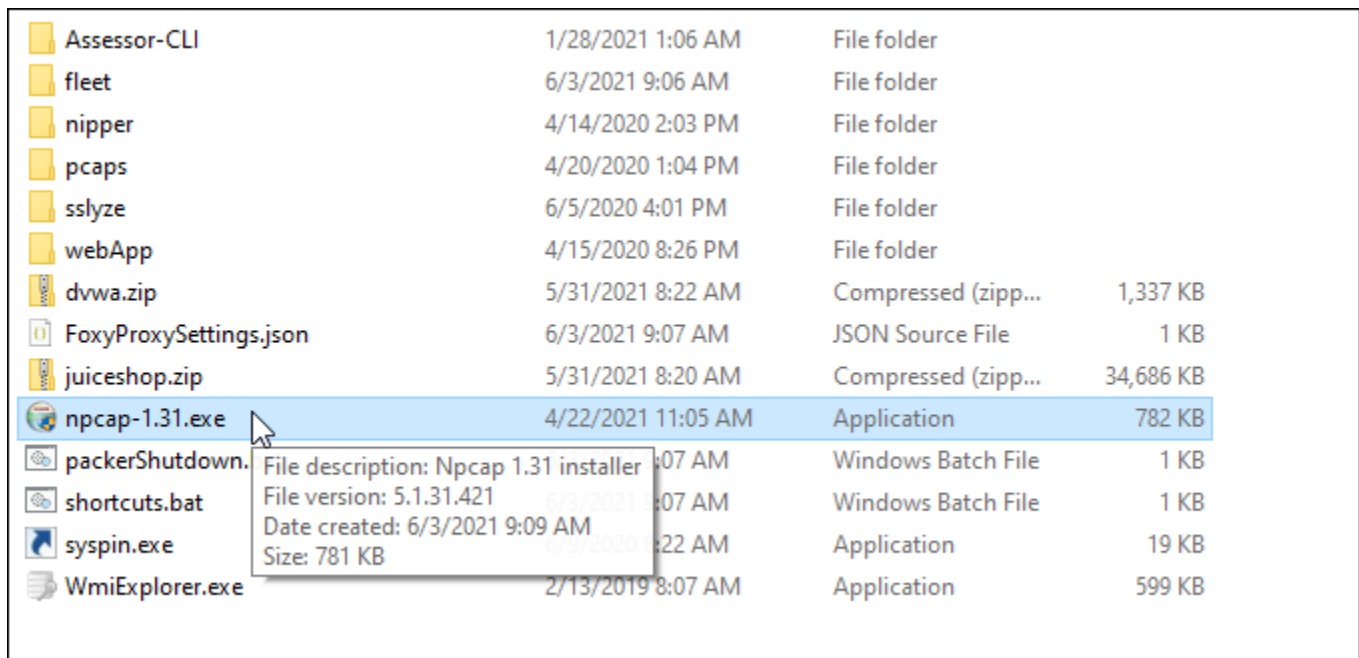 Assessor-CLI 1/28/2021 1:06 AM File folder
fleet 6/3/2021 9:06 AM File folder
nipper 4/14/2020 2:03 PM File folder
pcaps 4/20/2020 1:04 PM File folder
sslyze 6/5/2020 4:01 PM File folder
webApp 4/15/2020 8:26 PM File folder
dvwa.zip 5/31/2021 8:22 AM Compressed (zipp... 1,337 KB
FoxyProxySettings.json 6/3/2021 9:07 AM JSON Source File 1 KB
juiceshop.zip 5/31/2021 8:20 AM Compressed (zipp... 34,686 KB
npcap-1.31.exe 4/22/2021 11:05 AM Application 782 KB
packerShutdown. :07 AM Windows Batch File 1 KB
shortcuts.bat 6/3/2021 9:07 AM Windows Batch File 1 KB
syspin.exe 6/9/2020 8:22 AM Application 19 KB
WmiExplorer.exe 2/13/2019 8:07 AM Application 599 KB
File description: Npcap 1.31 installer
File version: 5.1.31.421
Date created: 6/3/2021 9:09 AM
Size: 781 KB